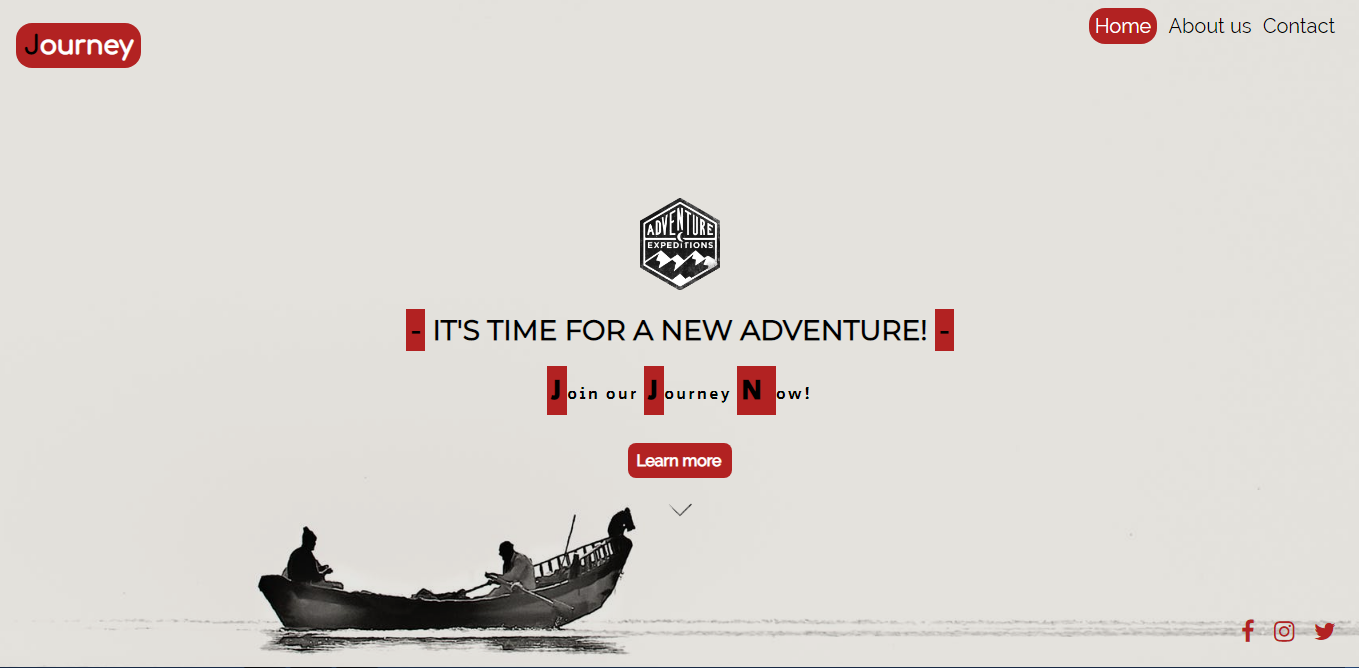 Journey
Home About us Contact
ADVENTURE
EXPEDITIONS
- IT'S TIME FOR A NEW ADVENTURE! -
Join our Journey Now!
Learn more